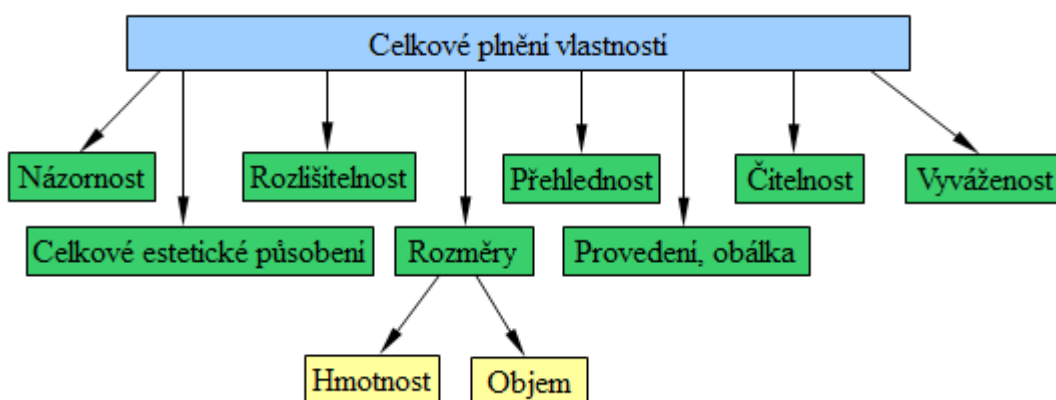 Celkové plnění vlastností
Názornost
Rozlišitelnost
Přehlednost
Čitelnost
Vyváženost
Celkové estetické působení
Rozměry
Provedení, obálka
Hmotnost
Objem